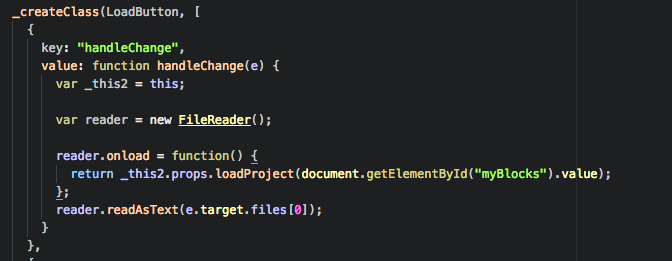 _createClass(LoadButton, [
{
key: "handleChange",
value: function handleChange(e) {
var _this2 = this;
var reader = new FileReader();
reader.onload = function() {
return _this2.props.loadProject(document.getElementById("myBlocks").value);
};
reader.readAsText(e.target.files[0]);
}
},
{